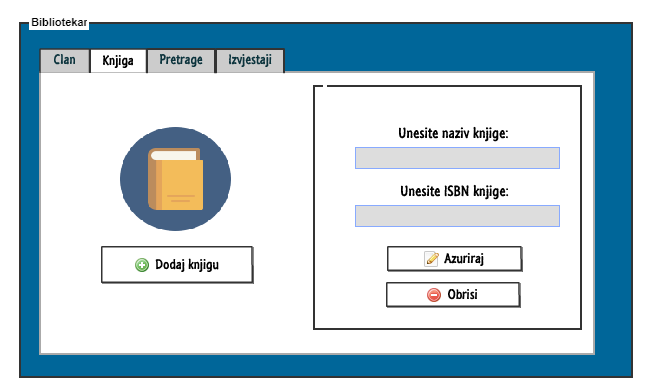 Bibliotekar
Clan
Knjiga
Pretrage
Izvjestaji
Unesite naziv knjige:
Unesite ISBN knjige:
Dodaj knjigu
Azuriraj
Obrisi